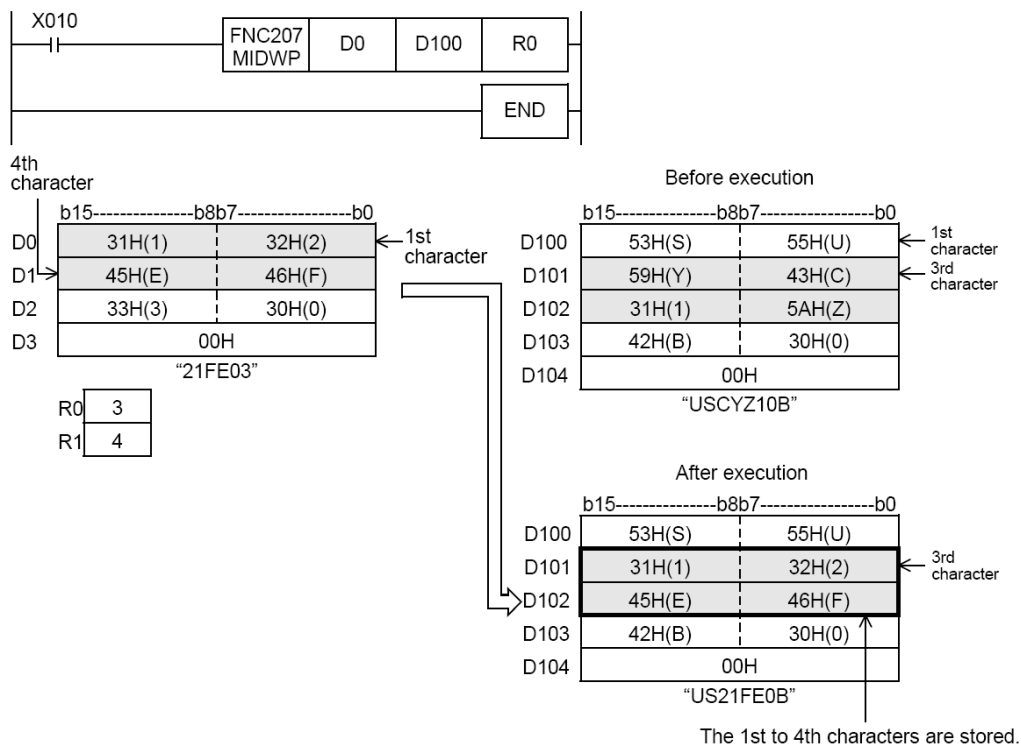 X010
FNC207
MIDWP D0 D100 R0
END
4th
character
b15---------------b8b7-----------------b0
D0 31H(1) 32H(2)
1st
character
D1 45H(E) 46H(F)
D2 33H(3) 30H(0)
D3 00H
“21FE03”
R0 3
R1 4
Before execution
b15---------------b8b7-----------------b0
D100 53H(S) 55H(U)
1st
character
D101 59H(Y) 43H(C)
3rd
character
D102 31H(1) 5AH(Z)
D103 42H(B) 30H(0)
D104 00H
“USCYZ10B”
After execution
b15---------------b8b7-----------------b0
D100 53H(S) 55H(U)
D101 31H(1) 32H(2)
3rd
character
D102 45H(E) 46H(F)
D103 42H(B) 30H(0)
D104 00H
“US21FE0B”
The 1st to 4th characters are stored.